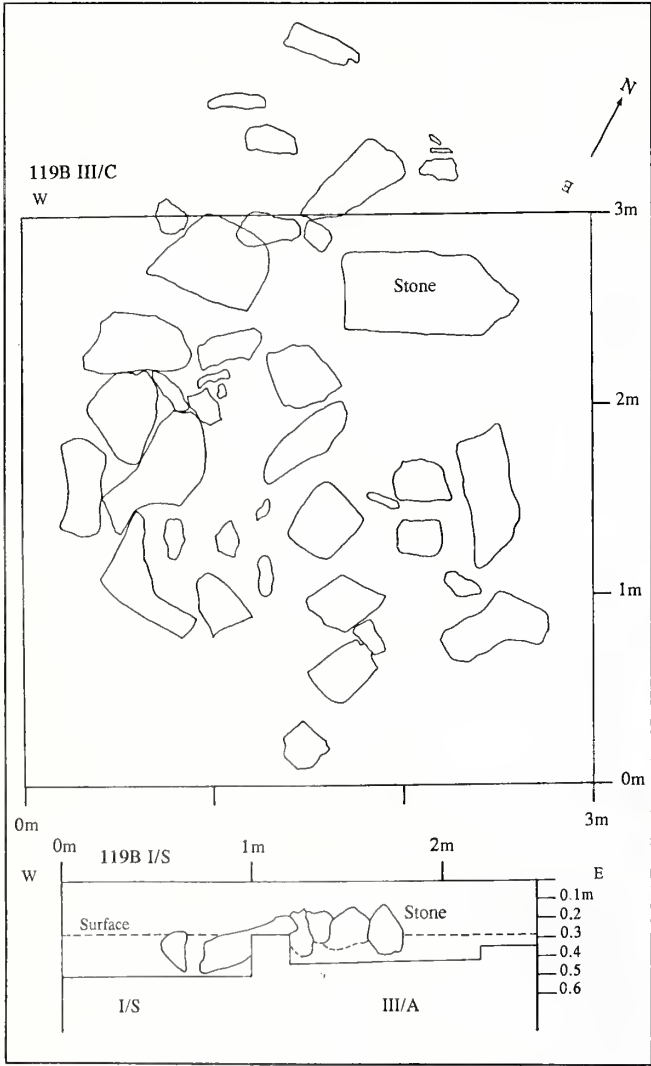 N
119B III/C
W
E
3m
Stone
2m
1m
0m
0m
3m
0m
119B I/S
1m
2m
W
E
0.1m
Stone
0.2
Surface
0.3
0.4
0.5
0.6
I/S
III/A